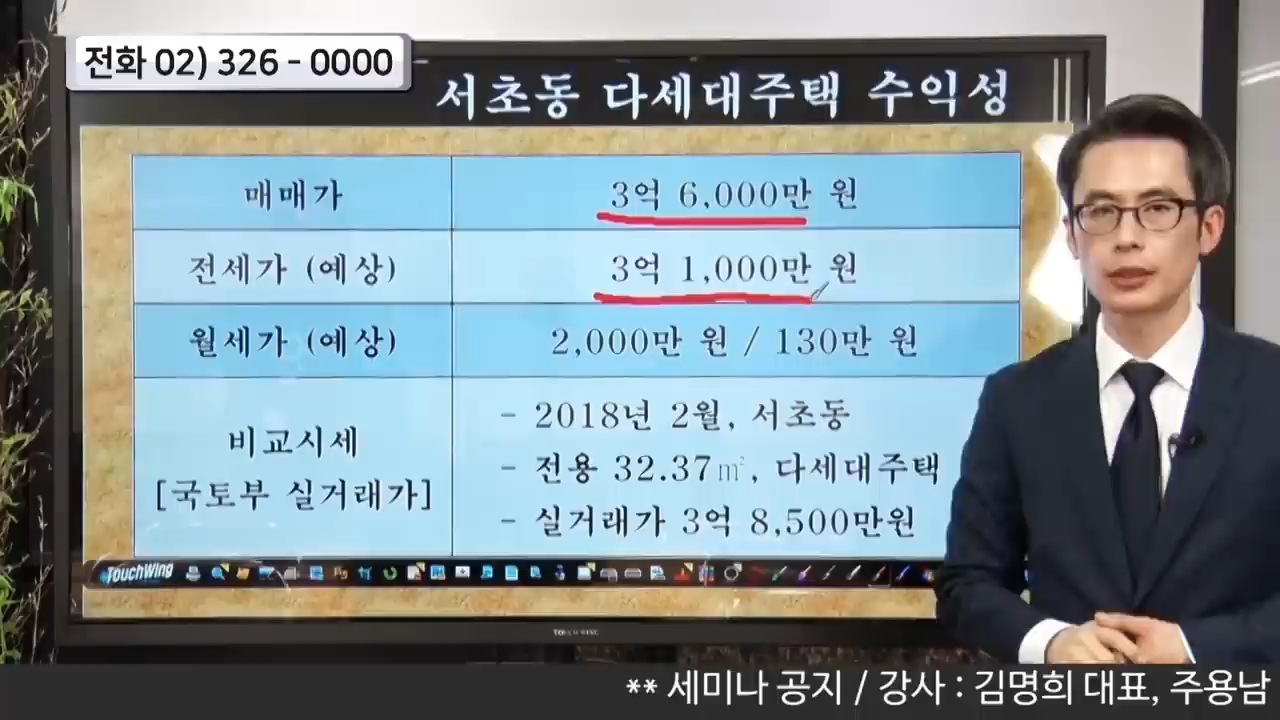 전화 02) 326 - 0000
서초동 다세대주택 수익성
매매가
3억 6,000만 원
전세가 (예상)
3억 1,000만 원
월세가 (예상)
2,000만 원 / 130만 원
비교시세
[국토부 실거래가]
- 2018년 2월, 서초동
- 전용 32.37㎡, 다세대주택
- 실거래가 3억 8,500만원
TouchWing
TOUCH WING
** 세미나 공지 / 강사 : 김명희 대표, 주용남